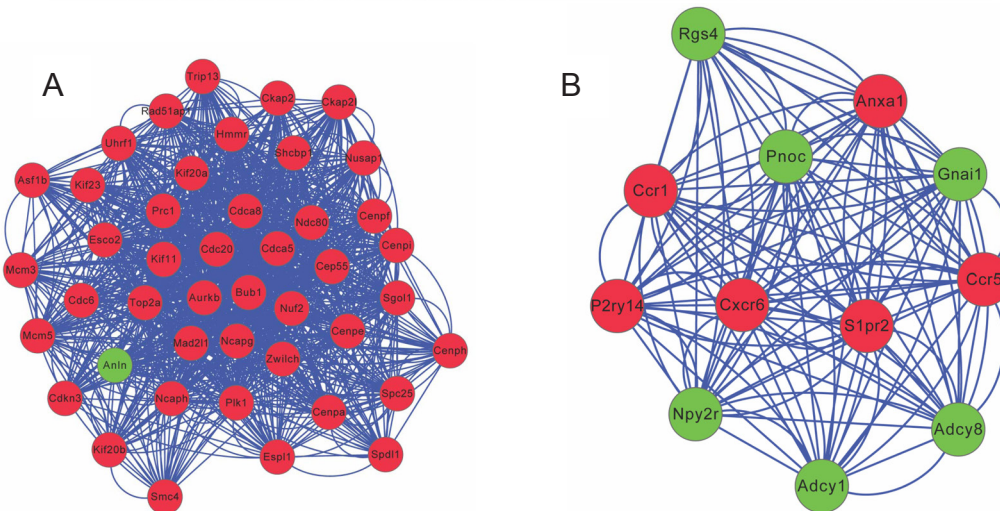 A
Trip13
Rad51ap
Ckap2
Ckap2l
Hmmr
Uhrf1
Shcbp1
Nusap1
Asf1b
Kif23
Kif20a
Prc1
Cdca8
Ndc80
Cenpf
Esco2
Cenpi
Cdc20
Cdca5
Kif11
Mcm3
Cep55
Cdc6
Top2a
Aurkb
Bub1
Sgol1
Nuf2
Mcm5
Mad2l1
Ncapg
Cenpe
Cenph
Anln
Zwilch
Cdkn3
Ncaph
Plk1
Cenpa
Spc25
Kif20b
Espl1
Spdl1
Smc4
B
Rgs4
Anxa1
Pnoc
Gnai1
Ccr1
Ccr5
P2ry14
Cxcr6
S1pr2
Npy2r
Adcy8
Adcy1